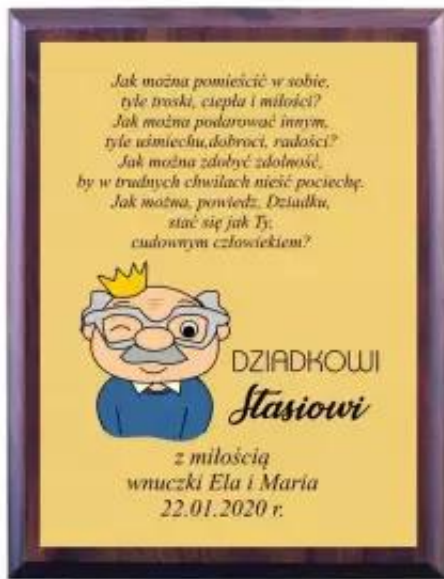 Jak można pomieścić w sobie,
tyle troski, ciepła i miłości?
Jak można podarować innym,
tyle uśmiechu,dobroci, radości?
Jak można zdobyć zdolność,
by w trudnych chwilach nieść pociechę.
Jak można, powiedz, Dziadku,
stać się jak Ty,
cudownym człowiekiem?
DZIADKOWI
Stasiowi
z miłością
wnuczki Ela i Maria
22.01.2020 r.